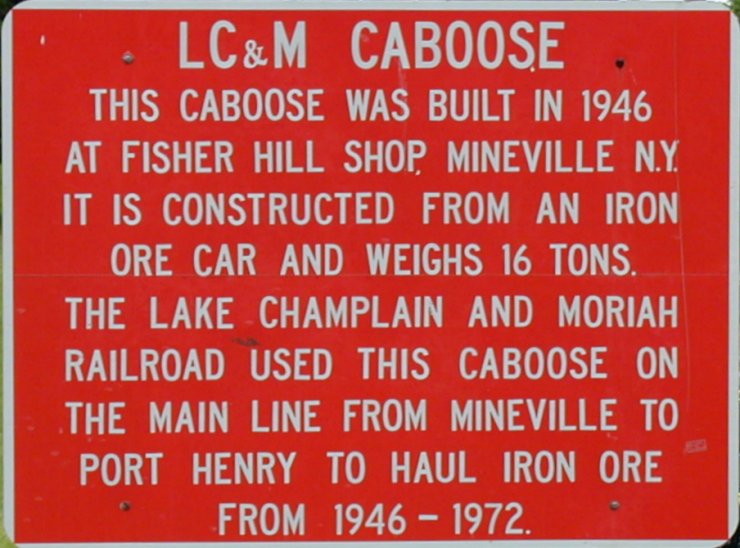 LC&M CABOOSE
THIS CABOOSE WAS BUILT IN 1946
AT FISHER HILL SHOP, MINEVILLE N.Y.
IT IS CONSTRUCTED FROM AN IRON
ORE CAR AND WEIGHS 16 TONS.
THE LAKE CHAMPLAIN AND MORIAH
RAILROAD USED THIS CABOOSE ON
THE MAIN LINE FROM MINEVILLE TO
PORT HENRY TO HAUL IRON ORE
FROM 1946 – 1972.